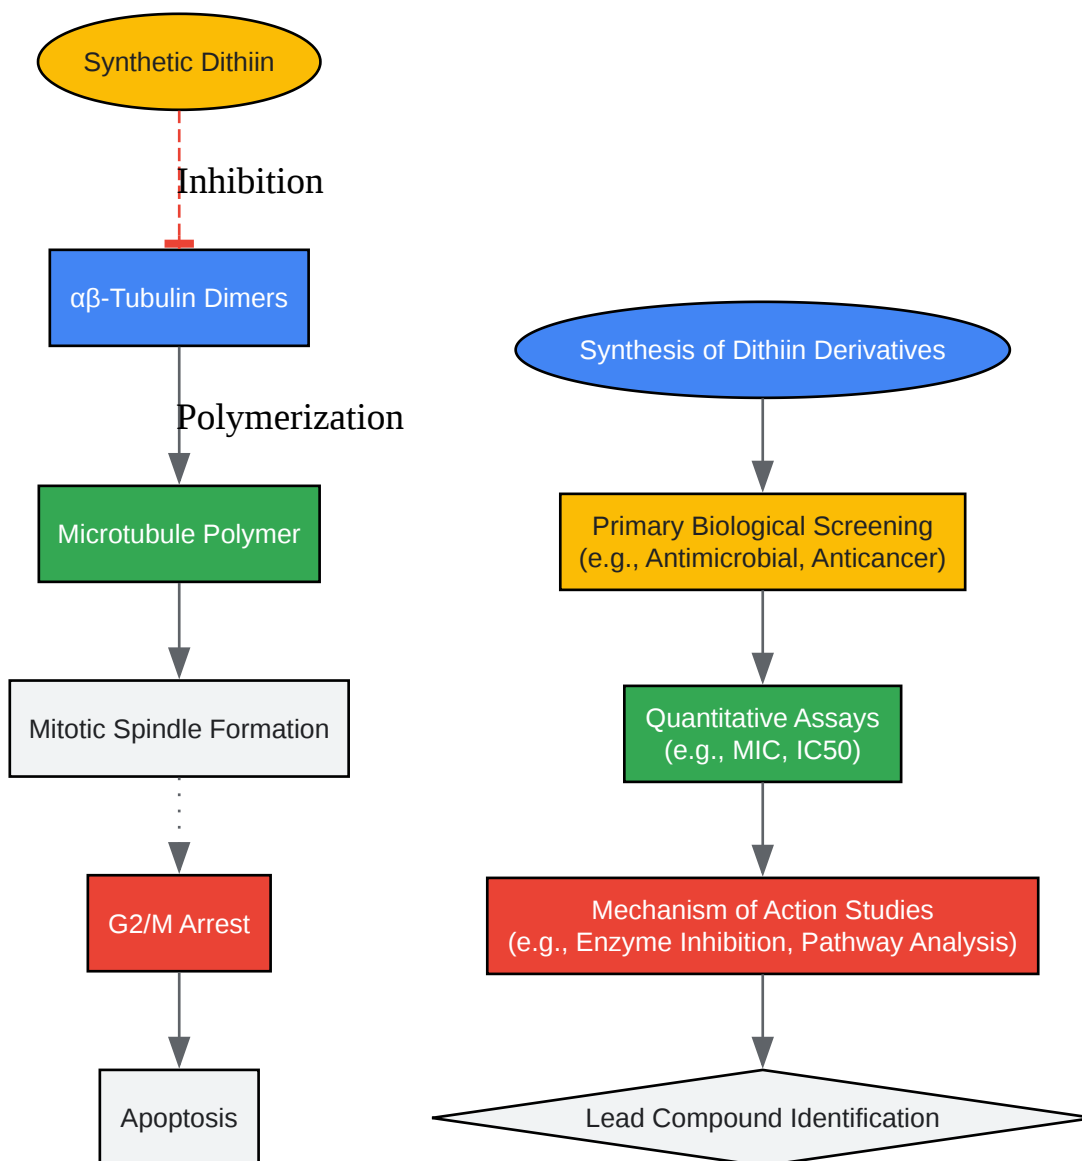 Synthetic Dithiin
Inhibition
αβ-Tubulin Dimers
Polymerization
Microtubule Polymer
Mitotic Spindle Formation
G2/M Arrest
Apoptosis
Synthesis of Dithiin Derivatives
Primary Biological Screening
(e.g., Antimicrobial, Anticancer)
Quantitative Assays
(e.g., MIC, IC50)
Mechanism of Action Studies
(e.g., Enzyme Inhibition, Pathway Analysis)
Lead Compound Identification